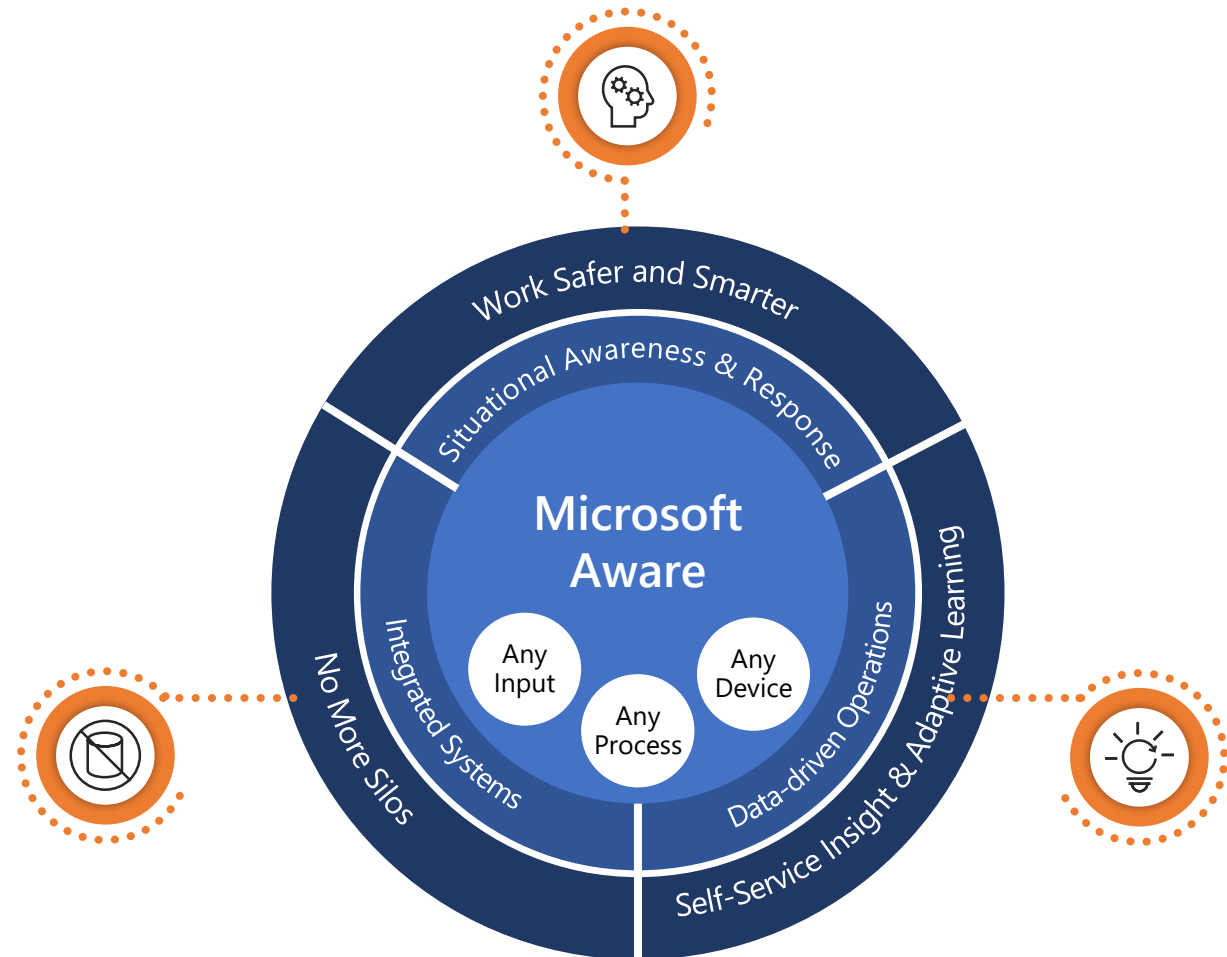 Work Safer and Smarter
Situational Awareness & Response
Microsoft
Aware
Any
Input
Any
Process
Any
Device
Integrated Systems
No More Silos
Data-driven Operations
Self-Service Insight & Adaptive Learning